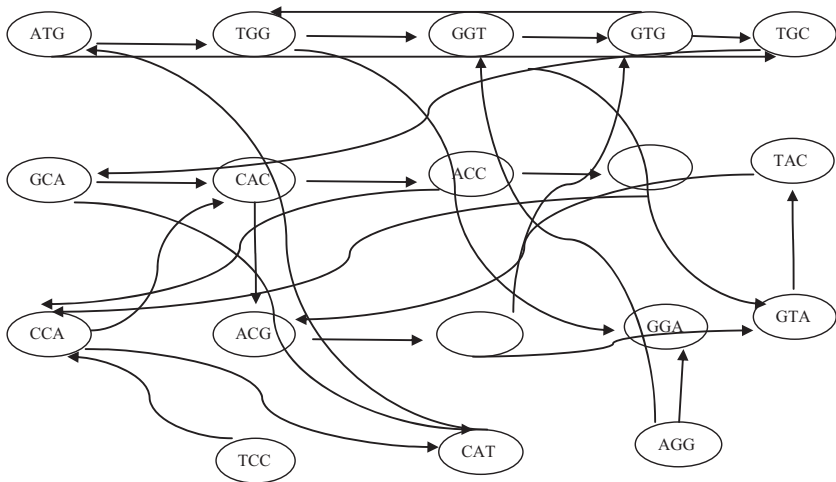 ATG TGG GGT GTG TGC
GCA CAC ACC TAC
CCA ACG GGA GTA
TCC CAT AGG